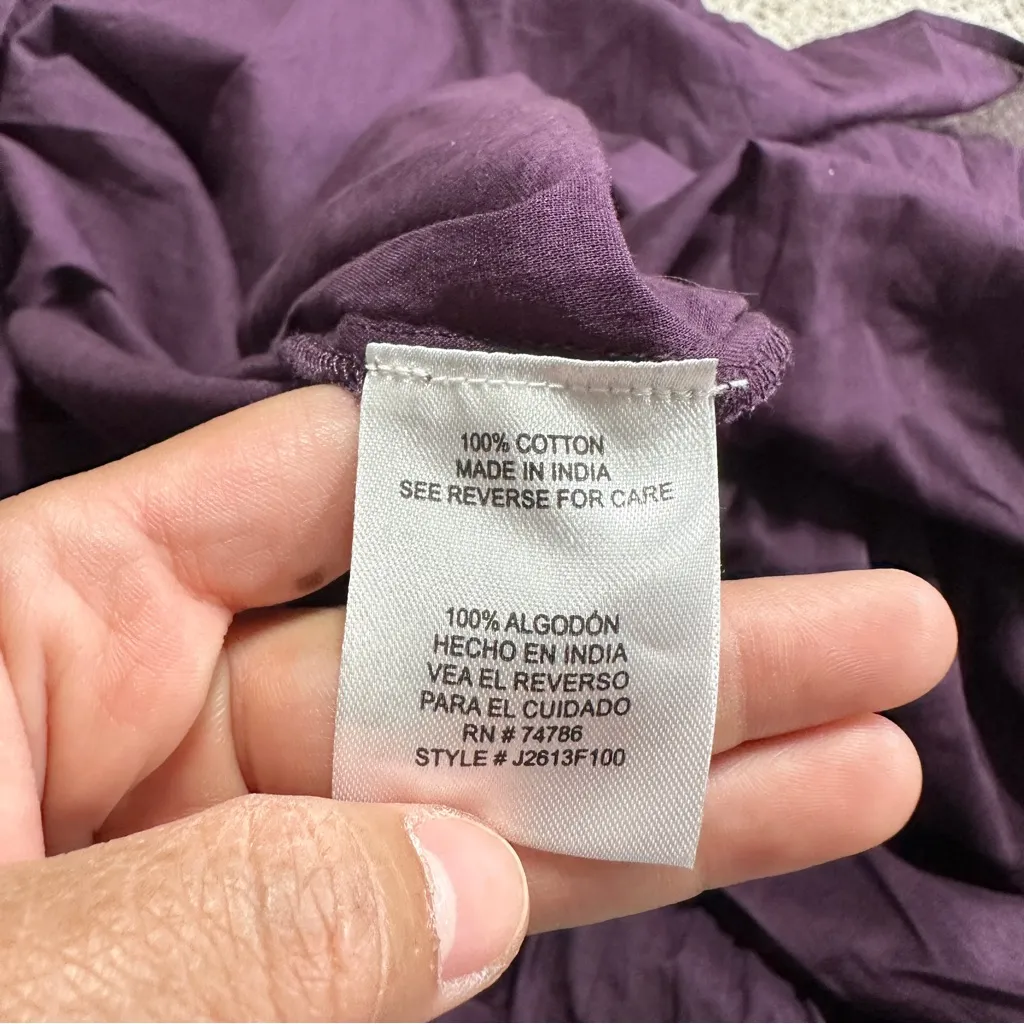 100% COTTON
MADE IN INDIA
SEE REVERSE FOR CARE
100% ALGODÓN
HECHO EN INDIA
VEA EL REVERSO
PARA EL CUIDADO
RN # 74786
STYLE # J2613F100